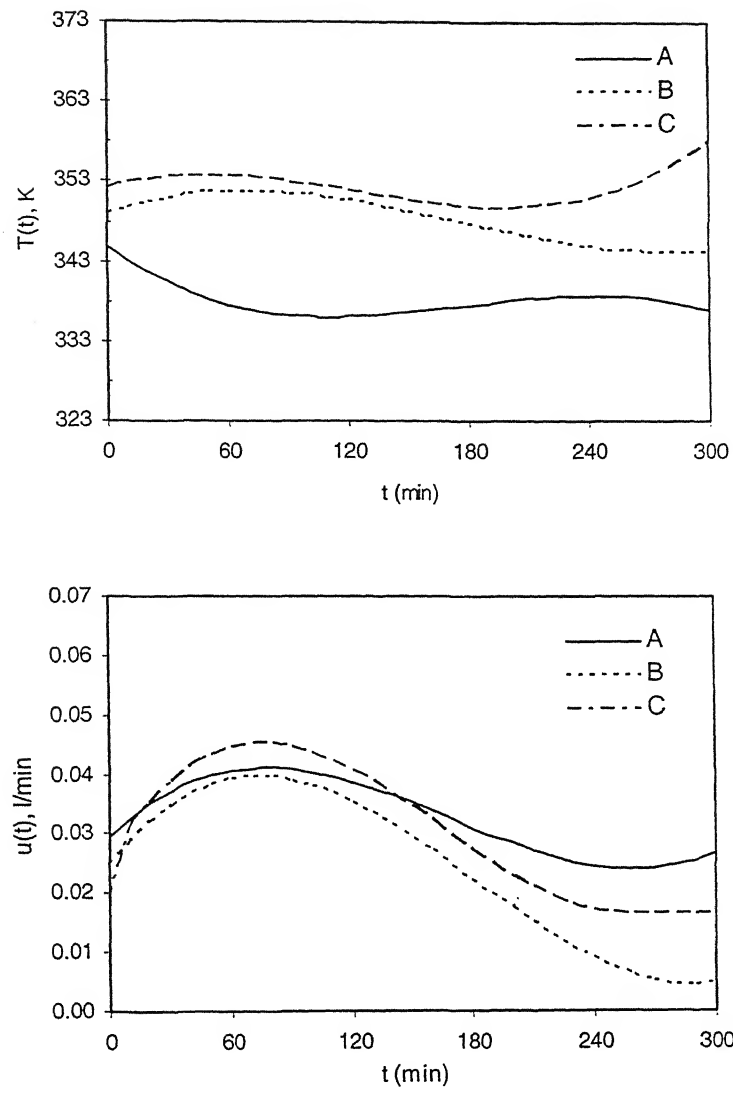 373
363
353
343
333
323
T(t), K
A
B
C
0 60 120 180 240 300
t (min)
0.07
0.06
0.05
0.04
0.03
0.02
0.01
0.00
u(t), l/min
A
B
C
0 60 120 180 240 300
t (min)